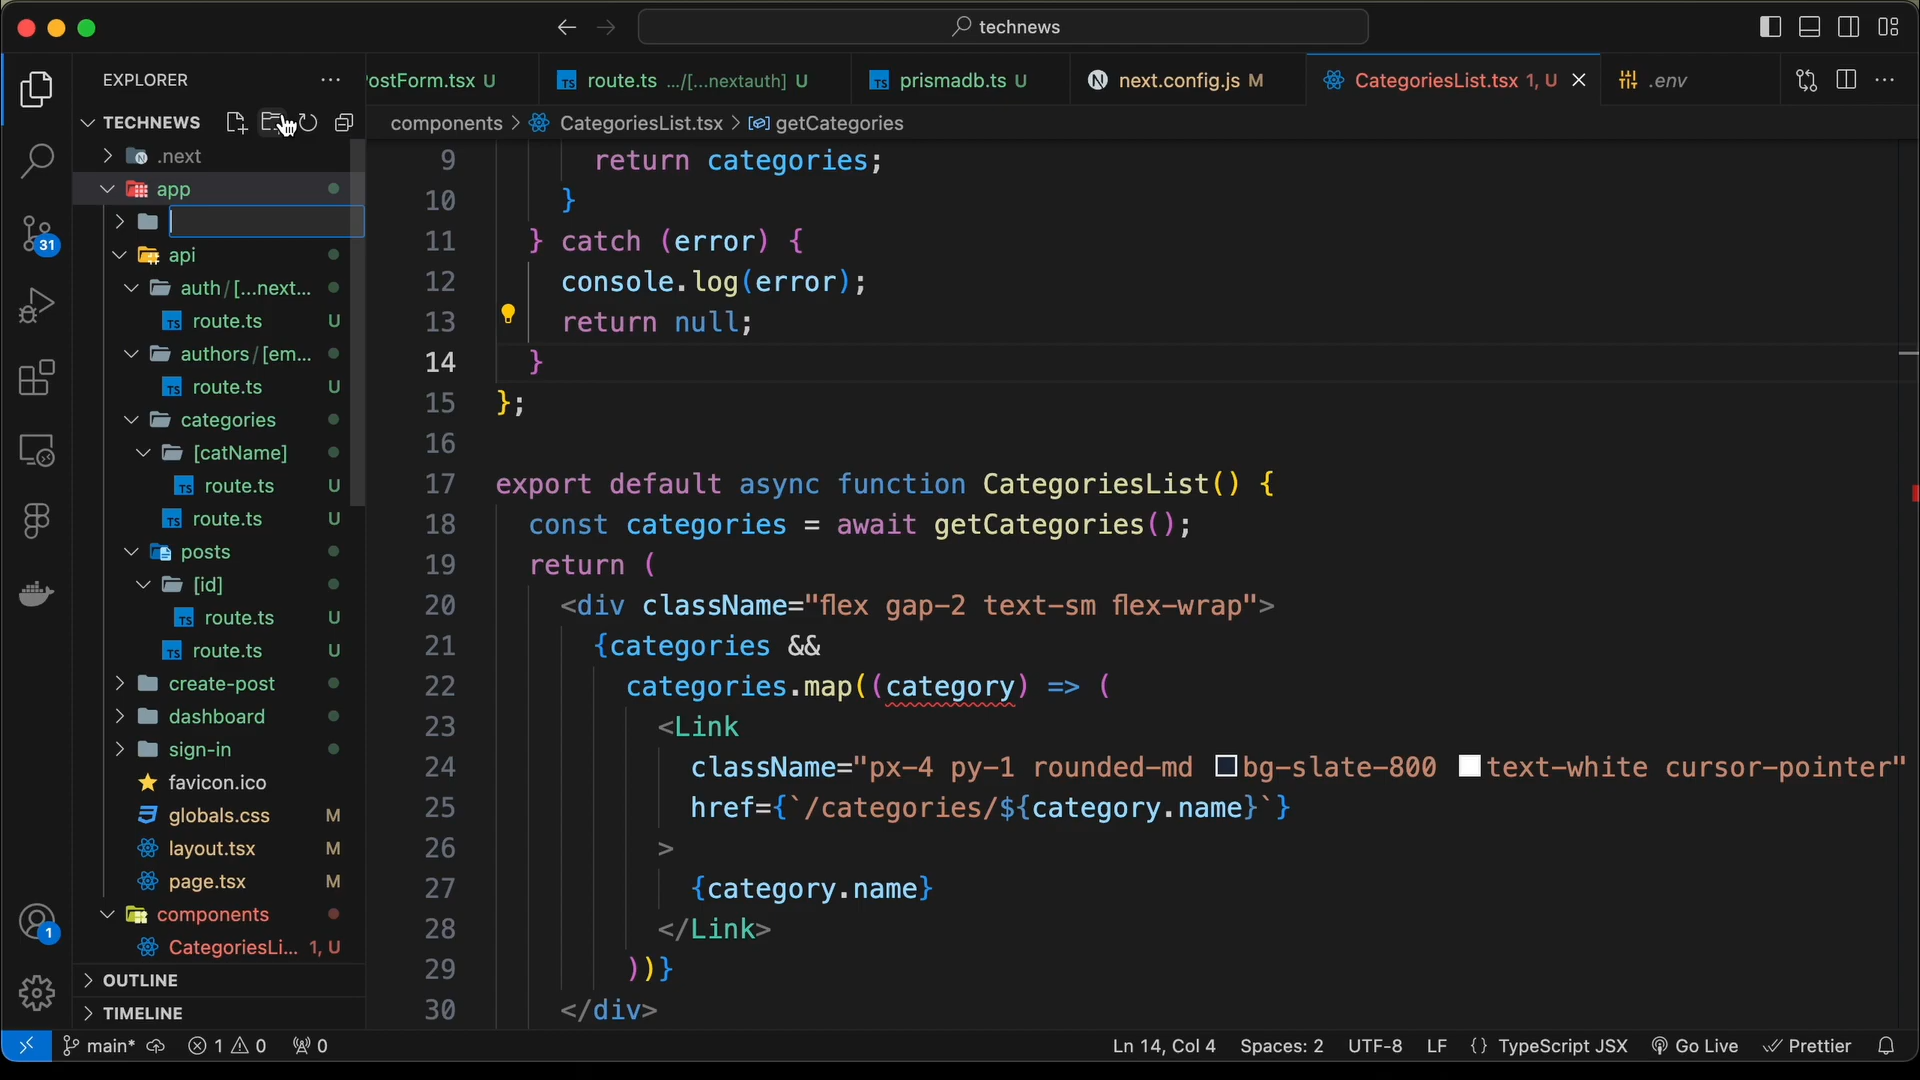 technews
EXPLORER
TECHNEWS
.next
app
api
auth/[...next...
route.ts U
authors/[em...
route.ts U
categories
[catName]
route.ts U
route.ts U
posts
[id]
route.ts U
route.ts U
create-post
dashboard
sign-in
favicon.ico
globals.css M
layout.tsx M
page.tsx M
components
CategoriesLi... 1, U
OUTLINE
TIMELINE
31
1
ostForm.tsx U
route.ts .../[...nextauth] U
prismadb.ts U
next.config.js M
CategoriesList.tsx 1, U
.env
components > CategoriesList.tsx > getCategories
9 return categories;
10 }
11 } catch (error) {
12 console.log(error);
13 return null;
14 }
15 };
16
17 export default async function CategoriesList() {
18 const categories = await getCategories();
19 return (
20 <div className="flex gap-2 text-sm flex-wrap">
21 {categories &&
22 categories.map((category) => (
23 <Link
24 className="px-4 py-1 rounded-md bg-slate-800 text-white cursor-pointer"
25 href={`/categories/${category.name}`}
26 >
27 {category.name}
28 </Link>
29 ))}
30 </div>
main* 1 0 0
Ln 14, Col 4 Spaces: 2 UTF-8 LF {} TypeScript JSX Go Live Prettier